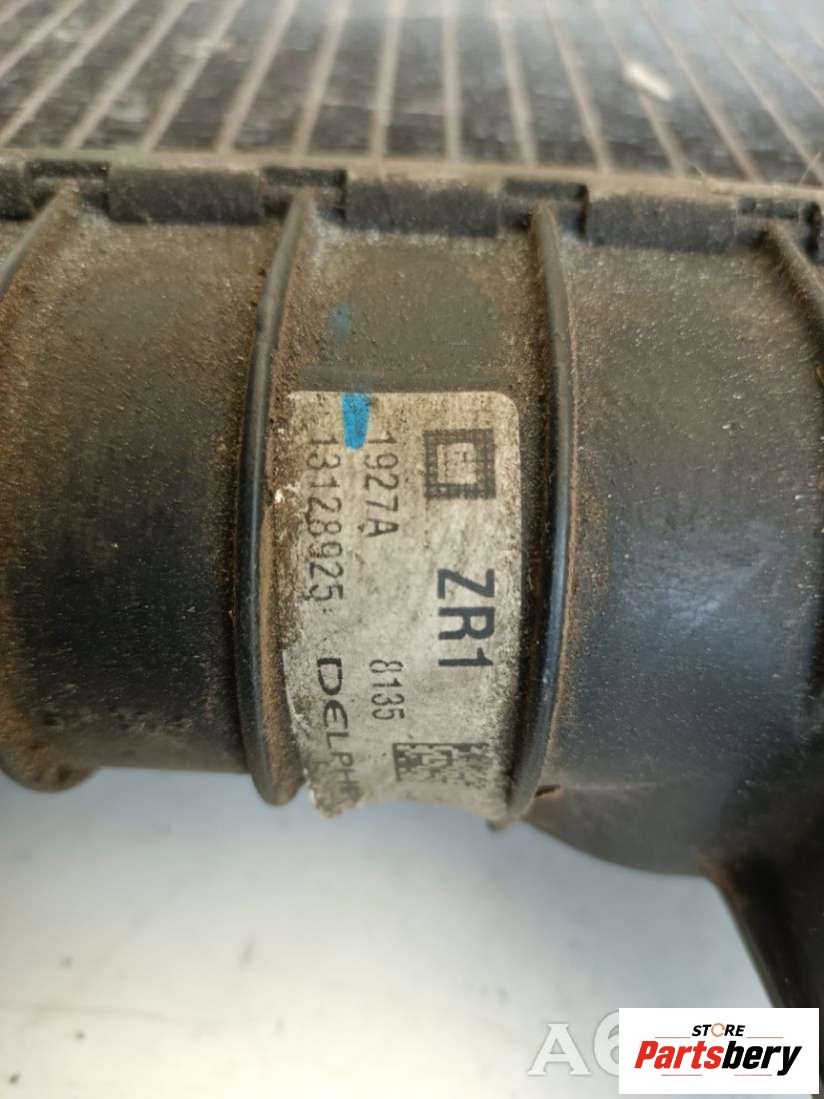 ZR1
1927A 8135
13128925 DELPHI
STORE
Partsbery